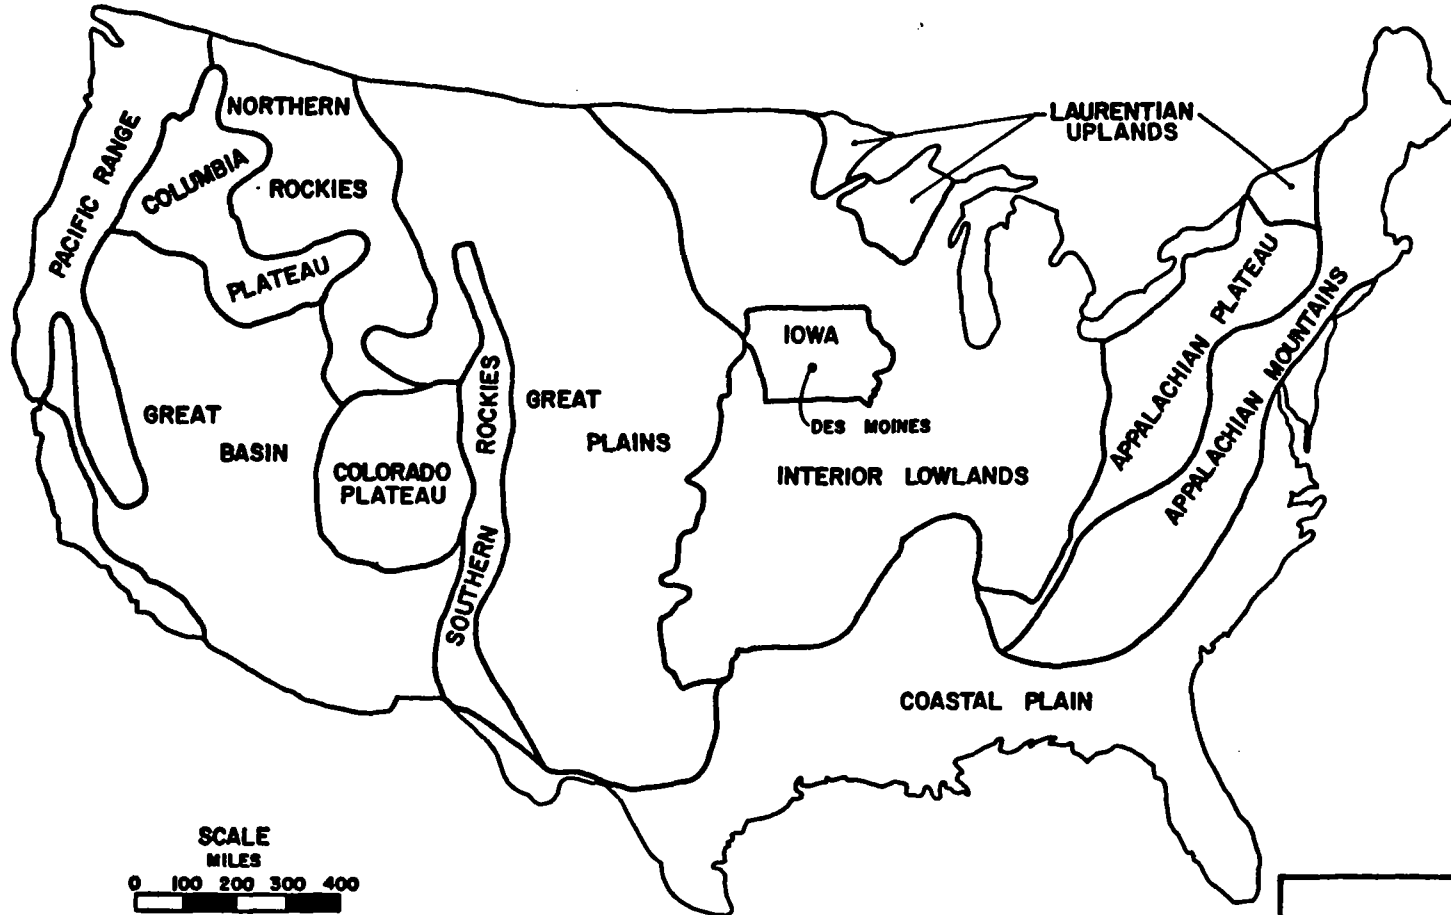 LAURENTIAN
UPLANDS
NORTHERN
ROCKIES
PACIFIC RANGE
COLUMBIA
PLATEAU
GREAT
BASIN
COLORADO
PLATEAU
SOUTHERN ROCKIES
GREAT
PLAINS
IOWA
DES MOINES
INTERIOR LOWLANDS
APPALACHIAN PLATEAU
APPALACHIAN MOUNTAINS
COASTAL PLAIN
SCALE
MILES
0 100 200 300 400